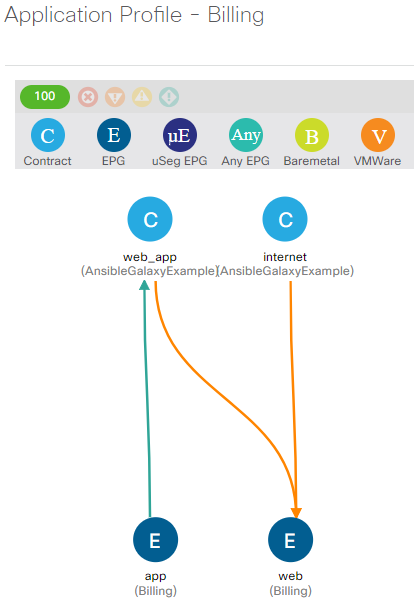 Application Profile - Billing
100
C E µE Any B V
Contract EPG uSeg EPG Any EPG Baremetal VMWare
C C
web_app internet
(AnsibleGalaxyExample) (AnsibleGalaxyExample)
E E
app web
(Billing) (Billing)